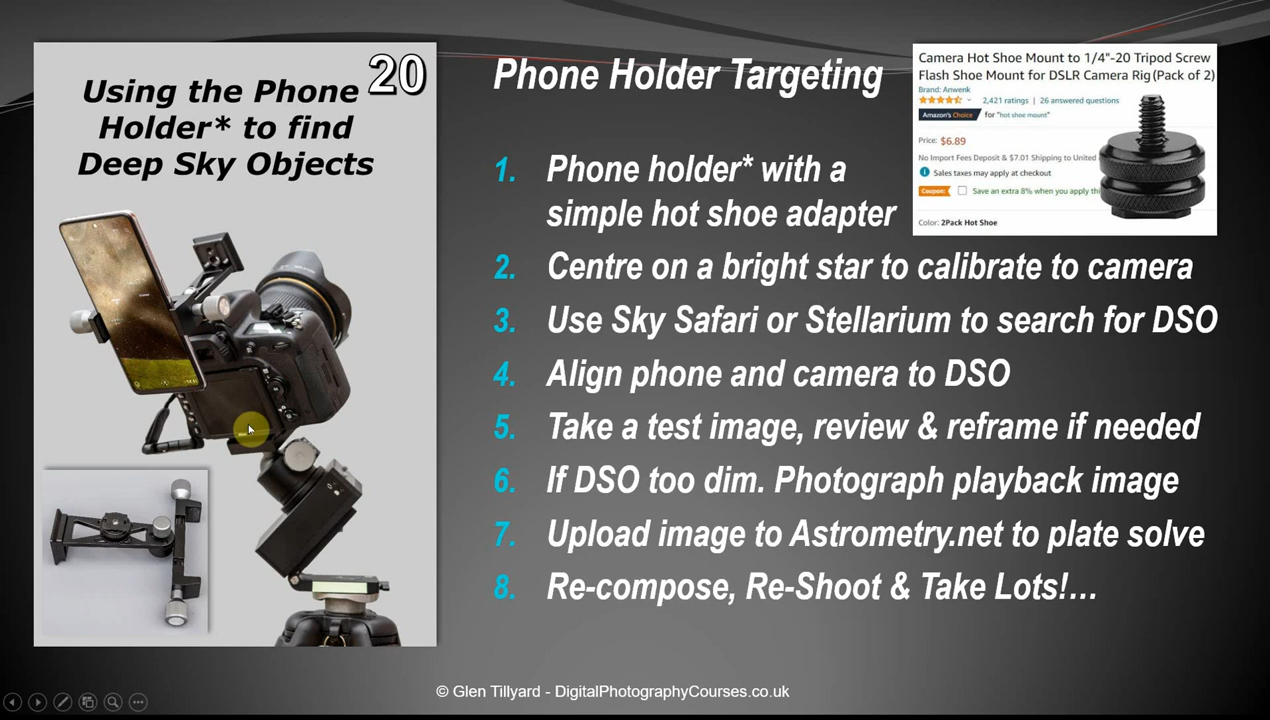 20
Using the Phone
Holder* to find
Deep Sky Objects
Phone Holder Targeting
1. Phone holder* with a
simple hot shoe adapter
2. Centre on a bright star to calibrate to camera
3. Use Sky Safari or Stellarium to search for DSO
4. Align phone and camera to DSO
5. Take a test image, review & reframe if needed
6. If DSO too dim. Photograph playback image
7. Upload image to Astrometry.net to plate solve
8. Re-compose, Re-Shoot & Take Lots!...
Camera Hot Shoe Mount to 1/4"-20 Tripod Screw
Flash Shoe Mount for DSLR Camera Rig (Pack of 2)
Brand: Anwenk
2,421 ratings | 26 answered questions
Amazon's Choice for "hot shoe mount"
Price: $6.89
No Import Fees Deposit & $7.01 Shipping to United
Sales taxes may apply at checkout
Coupon: Save an extra 8% when you apply
Color: 2Pack Hot Shoe
© Glen Tillyard - DigitalPhotographyCourses.co.uk